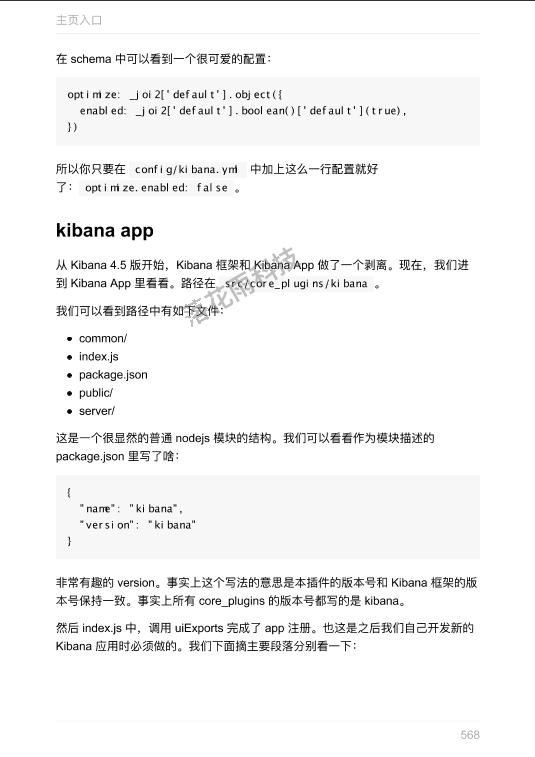 主页入口
在 schema 中可以看到一个很可爱的配置：
optimize: _joi2['default'].object({
enabled: _joi2['default'].boolean()['default'](true),
})
所以你只要在 config/kibana.yml 中加上这么一行配置就好
了： optimize.enabled: false 。
kibana app
从 Kibana 4.5 版开始，Kibana 框架和 Kibana App 做了一个剥离。现在，我们进
到 Kibana App 里看看。路径在 src/core_plugins/kibana 。
落花雨科技
我们可以看到路径中有如下文件：
common/
index.js
package.json
public/
server/
这是一个很显然的普通 nodejs 模块的结构。我们可以看看作为模块描述的
package.json 里写了啥：
{
"name": "kibana",
"version": "kibana"
}
非常有趣的 version。事实上这个写法的意思是本插件的版本号和 Kibana 框架的版
本号保持一致。事实上所有 core_plugins 的版本号都写的是 kibana。
然后 index.js 中，调用 uiExports 完成了 app 注册。也这是之后我们自己开发新的
Kibana 应用时必须做的。我们下面摘主要段落分别看一下：
568